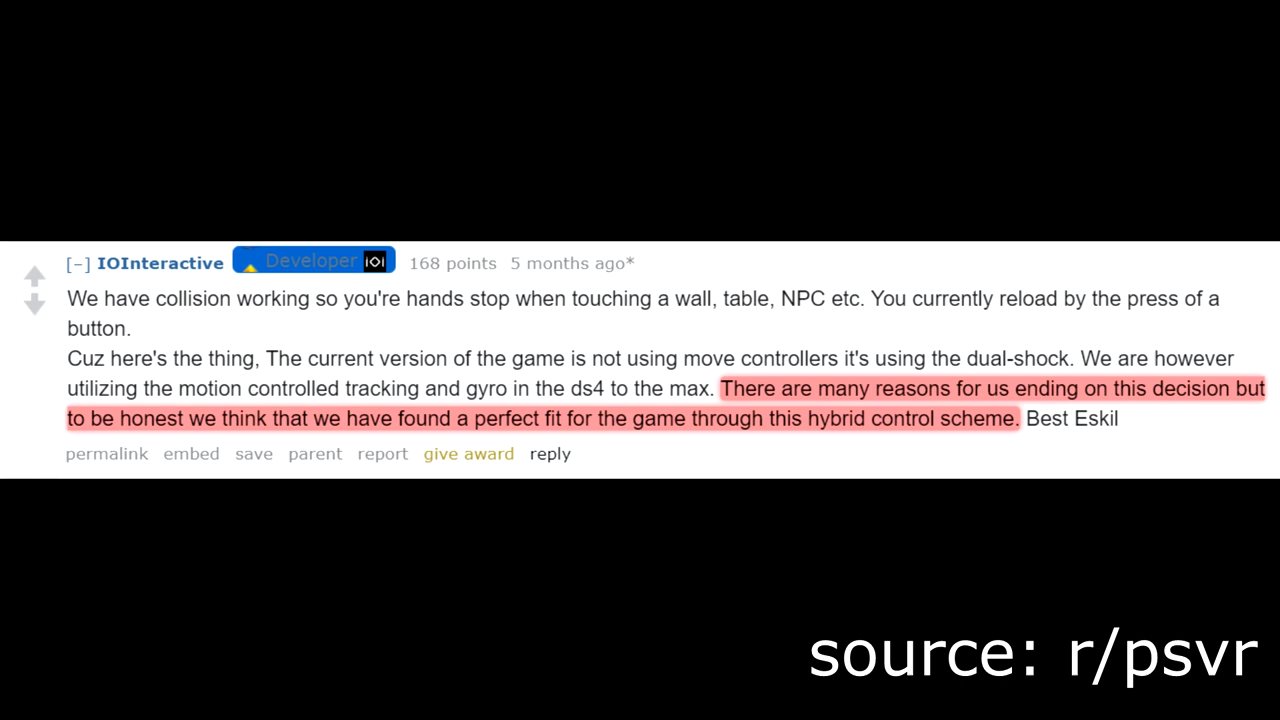 [–] IOInteractive Developer IOI 168 points 5 months ago*
We have collision working so you're hands stop when touching a wall, table, NPC etc. You currently reload by the press of a
button.
Cuz here's the thing, The current version of the game is not using move controllers it's using the dual-shock. We are however
utilizing the motion controlled tracking and gyro in the ds4 to the max. There are many reasons for us ending on this decision but
to be honest we think that we have found a perfect fit for the game through this hybrid control scheme. Best Eskil
permalink embed save parent report give award reply
source: r/psvr